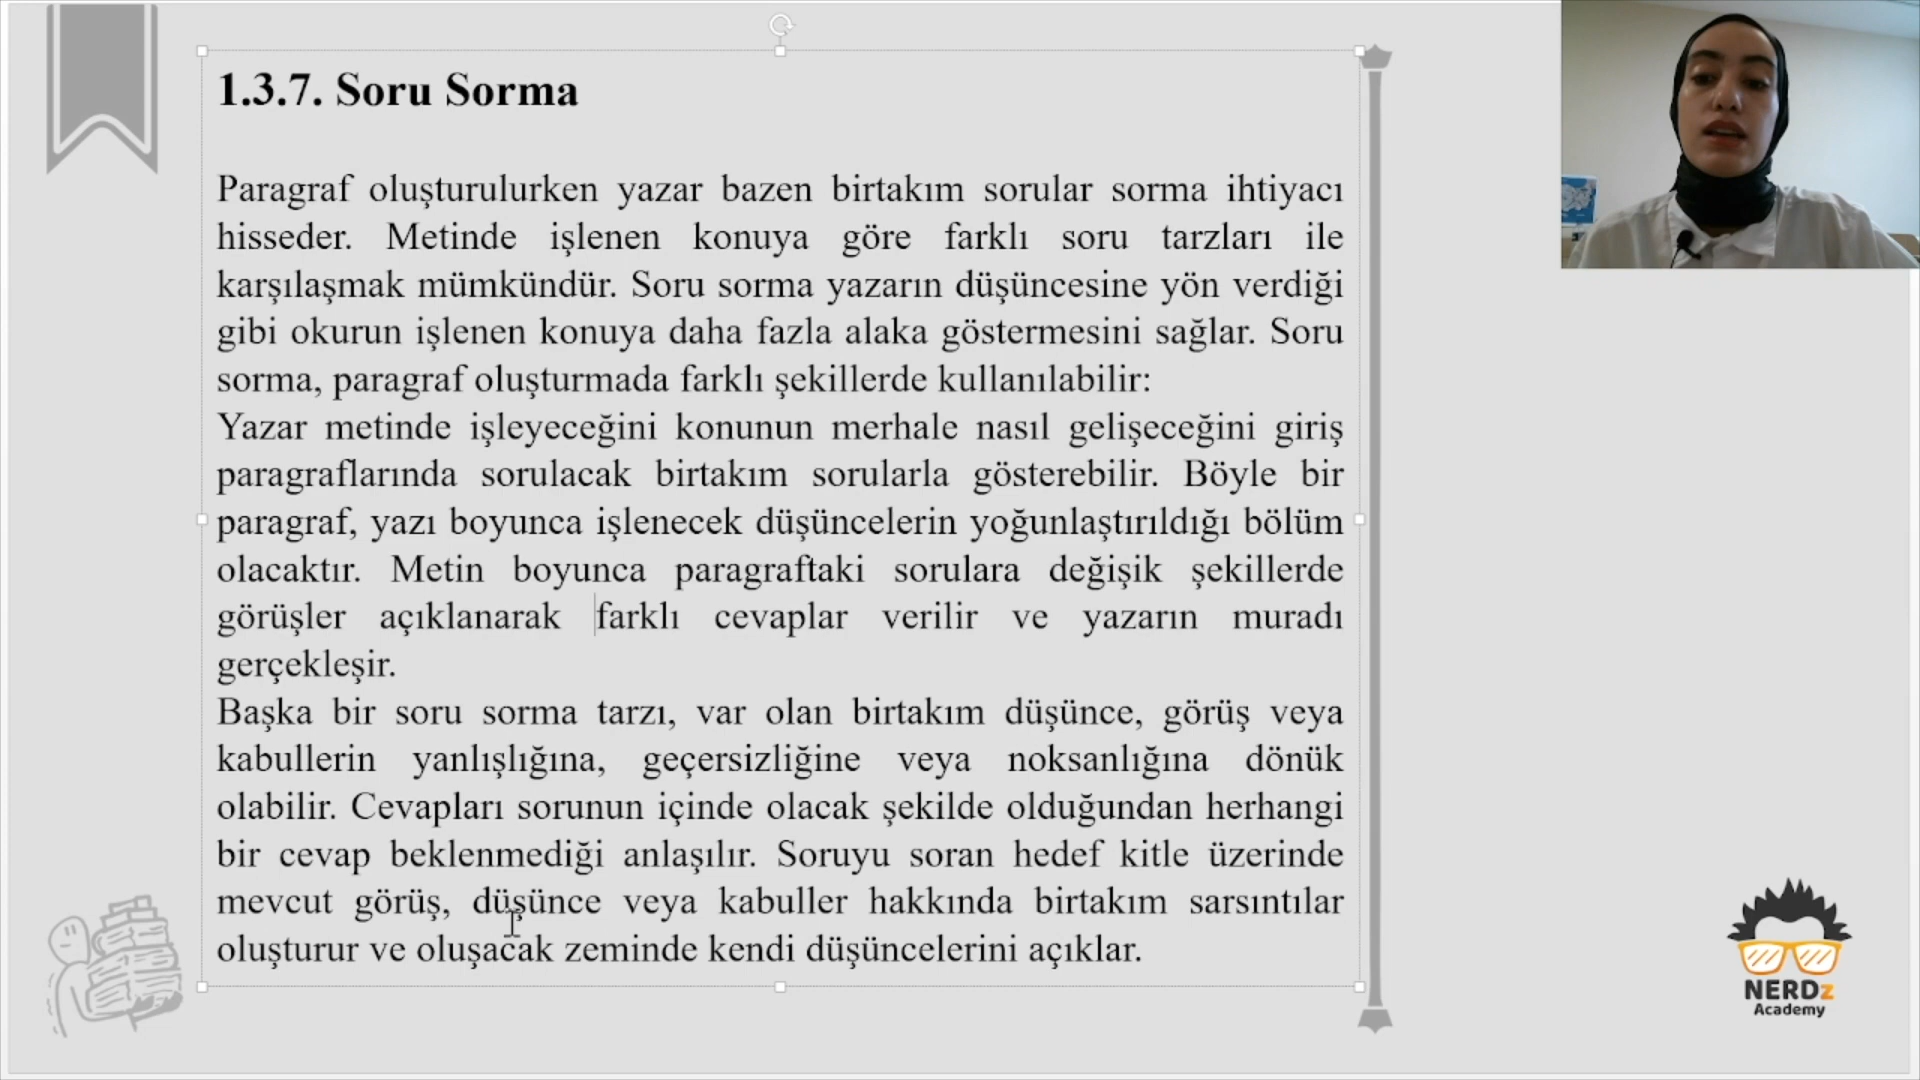 1.3.7. Soru Sorma
Paragraf oluşturulurken yazar bazen birtakım sorular sorma ihtiyacı
hisseder. Metinde işlenen konuya göre farklı soru tarzları ile
karşılaşmak mümkündür. Soru sorma yazarın düşüncesine yön verdiği
gibi okurun işlenen konuya daha fazla alaka göstermesini sağlar. Soru
sorma, paragraf oluşturmada farklı şekillerde kullanılabilir:
Yazar metinde işleyeceğini konunun merhale nasıl gelişeceğini giriş
paragraflarında sorulacak birtakım sorularla gösterebilir. Böyle bir
paragraf, yazı boyunca işlenecek düşüncelerin yoğunlaştırıldığı bölüm
olacaktır. Metin boyunca paragraftaki sorulara değişik şekillerde
görüşler açıklanarak farklı cevaplar verilir ve yazarın muradı
gerçekleşir.
Başka bir soru sorma tarzı, var olan birtakım düşünce, görüş veya
kabullerin yanlışlığına, geçersizliğine veya noksanlığına dönük
olabilir. Cevapları sorunun içinde olacak şekilde olduğundan herhangi
bir cevap beklenmediği anlaşılır. Soruyu soran hedef kitle üzerinde
mevcut görüş, düşünce veya kabuller hakkında birtakım sarsıntılar
oluşturur ve oluşacak zeminde kendi düşüncelerini açıklar.
NERDz
Academy